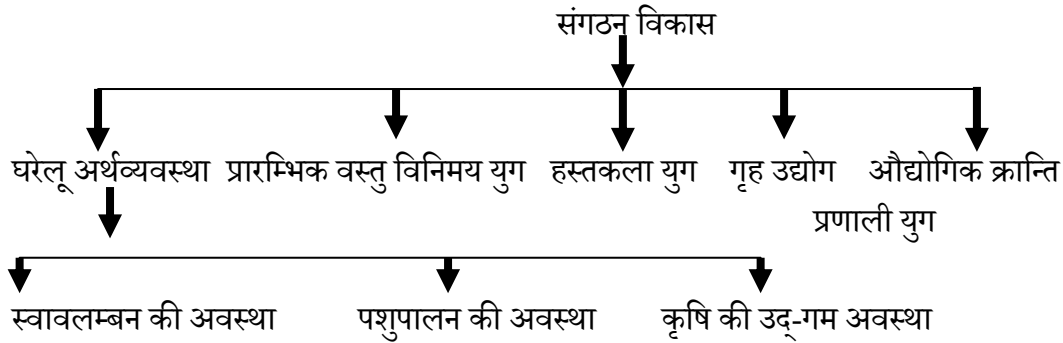 संगठन विकास
घरेलू अर्थव्यवस्था प्रारम्भिक वस्तु विनिमय युग हस्तकला युग गृह उद्योग औद्योगिक क्रान्ति
प्रणाली युग
स्वावलम्बन की अवस्था पशुपालन की अवस्था कृषि की उद्-गम अवस्था